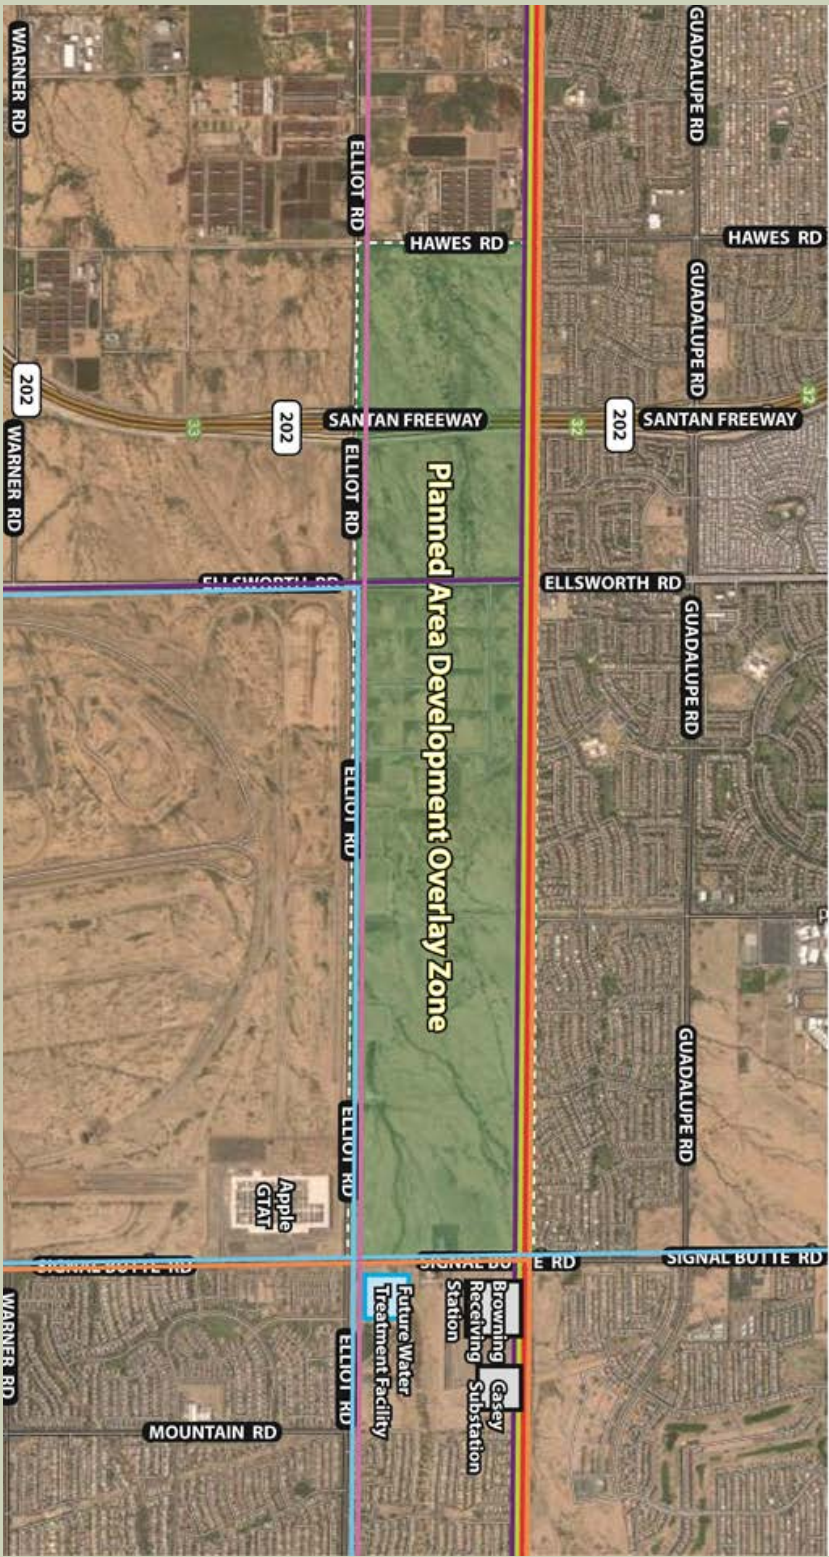 32
HAWES RD
SANTAN FREEWAY
SIGNAL BUTTE RD
GUADALUPE RD
GUADALUPE RD
GUADALUPE RD
GUADALUPE RD
202
ELLSWORTH RD
32
HAWES RD
SIGNAL BUTTE RD
Browning
Receiving
Station
Casey
Substation
Planned Area Development Overlay Zone
SANTAN FREEWAY
Future Water
Treatment Facility
ELLIOT RD
ELLIOT RD
ELLIOT RD
ELLIOT RD
ELLIOT RD
202
Apple
GTAT
ELLSWORTH RD
MOUNTAIN RD
33
SIGNAL BUTTE RD
202
WARNER RD
WARNER RD
WARNER RD